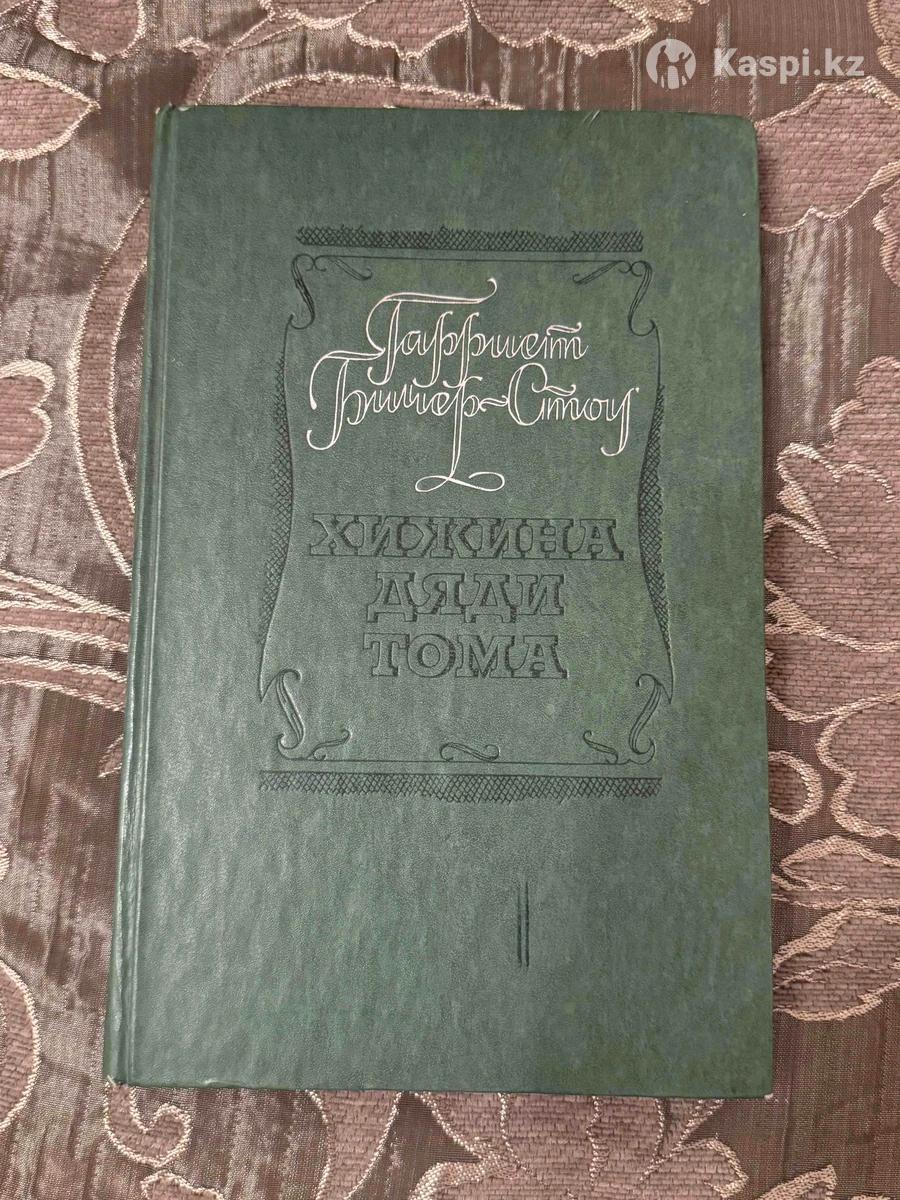 Kaspi.kz
Гарриет
Бичер-Стоу
ХИЖИНА
ДЯДИ
ТОМА